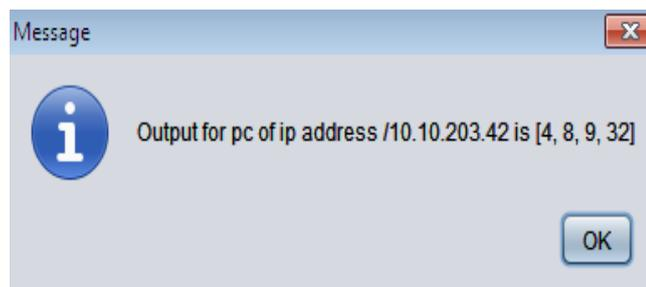 Message
Output for pc of ip address /10.10.203.42 is [4, 8, 9, 32]
OK